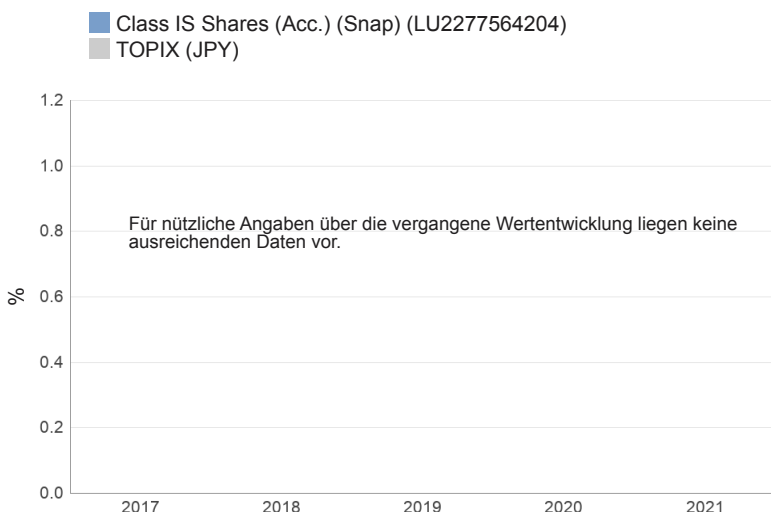 Class IS Shares (Acc.) (Snap) (LU2277564204)
TOPIX (JPY)
1.2
1.0
Für nützliche Angaben über die vergangene Wertentwicklung liegen keine
0.8
ausreichenden Daten vor.
%
0.6
0.4
0.2
0.0
2017 2018 2019 2020 2021